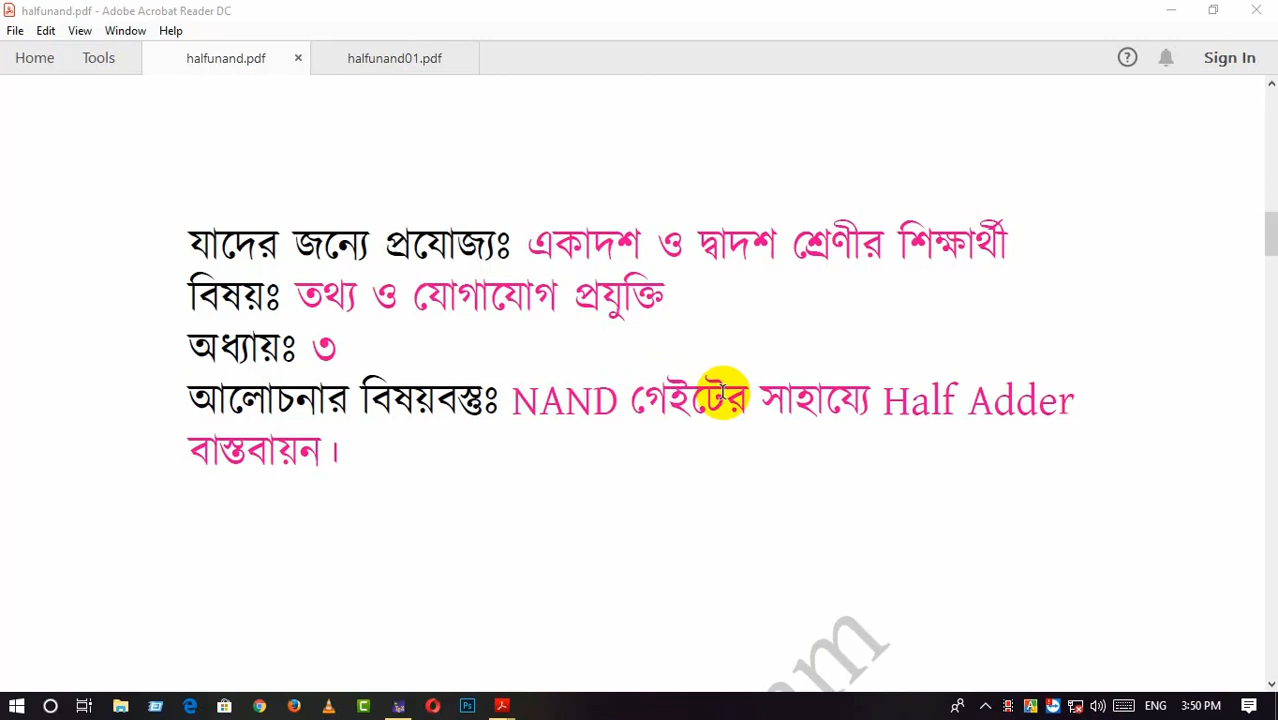 halfunand.pdf - Adobe Acrobat Reader DC
File Edit View Window Help
Home Tools halfunand.pdf × halfunand01.pdf Sign In
যাদের জন্যে প্রযোজ্যঃ একাদশ ও দ্বাদশ শ্রেণীর শিক্ষার্থী
বিষয়ঃ তথ্য ও যোগাযোগ প্রযুক্তি
অধ্যায়ঃ ৩
আলোচনার বিষয়বস্তুঃ NAND গেইটের সাহায্যে Half Adder
বাস্তবায়ন।
ENG 3:50 PM